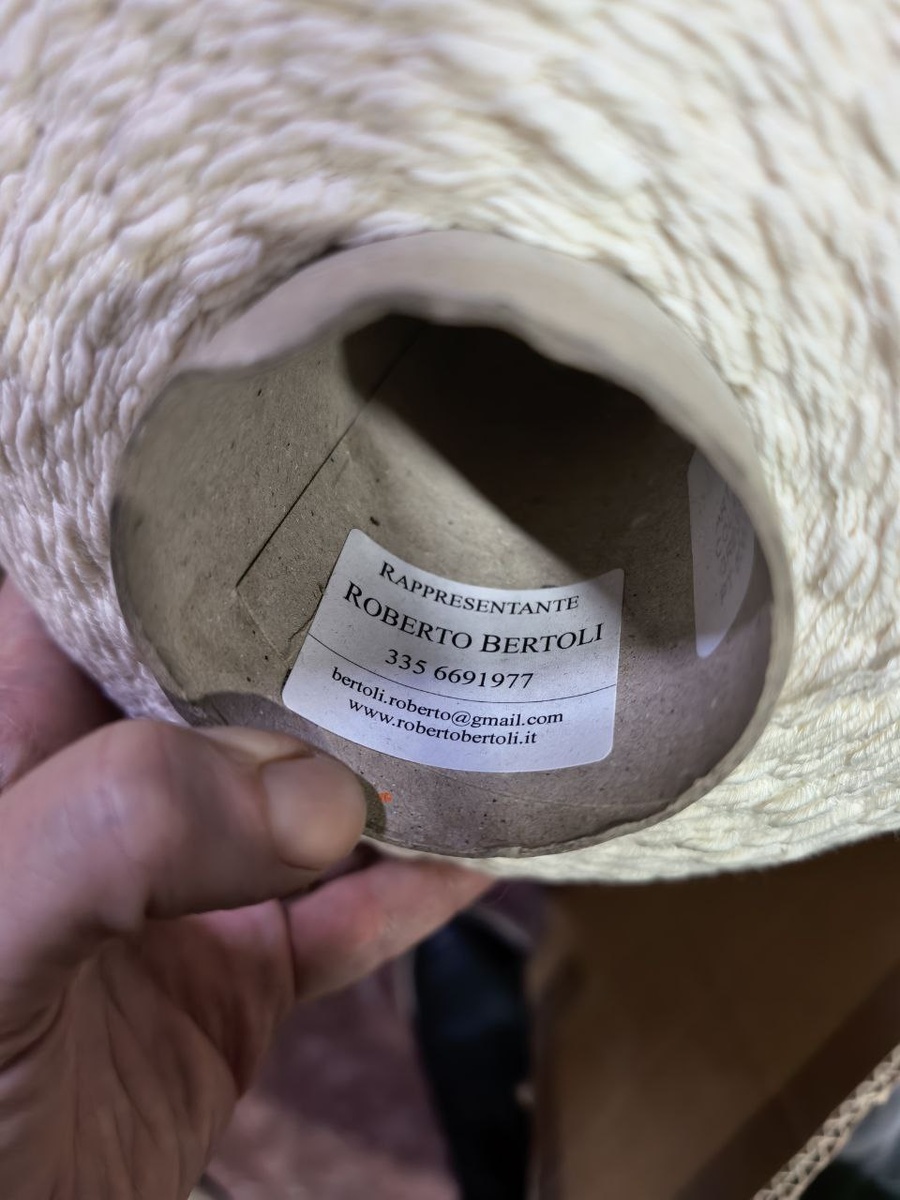 RAPPRESENTANTE
ROBERTO BERTOLI
335 6691977
bertoli.roberto@gmail.com
www.robertobertoli.it